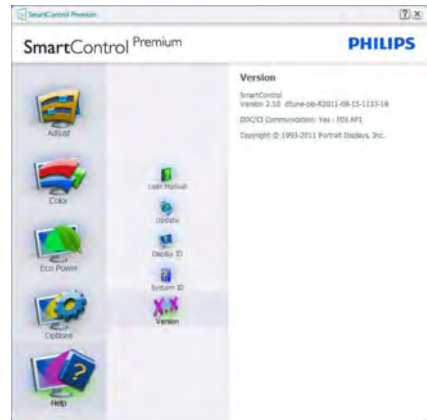 SmartControl Premium
SmartControl Premium
PHILIPS
Adjust
Color
Eco Power
Options
Help
User Manual
Update
Display ID
System ID
Version
Version
SmartControl
DDC/CI Communication: Yes - PDI API
Copyright © 1993-2011 Portrait Displays, Inc.